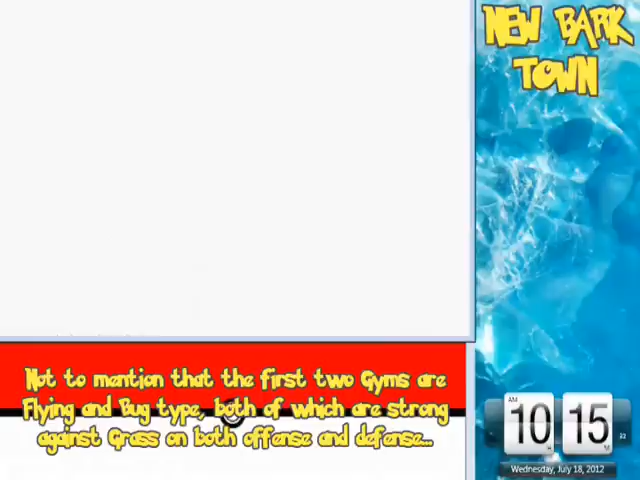 NEW BARK
TOWN
Not to mention that the first two Gyms are
Flying and Bug type, both of which are strong
against Grass on both offense and defense...
AM
10 15
Wednesday, July 18, 2012